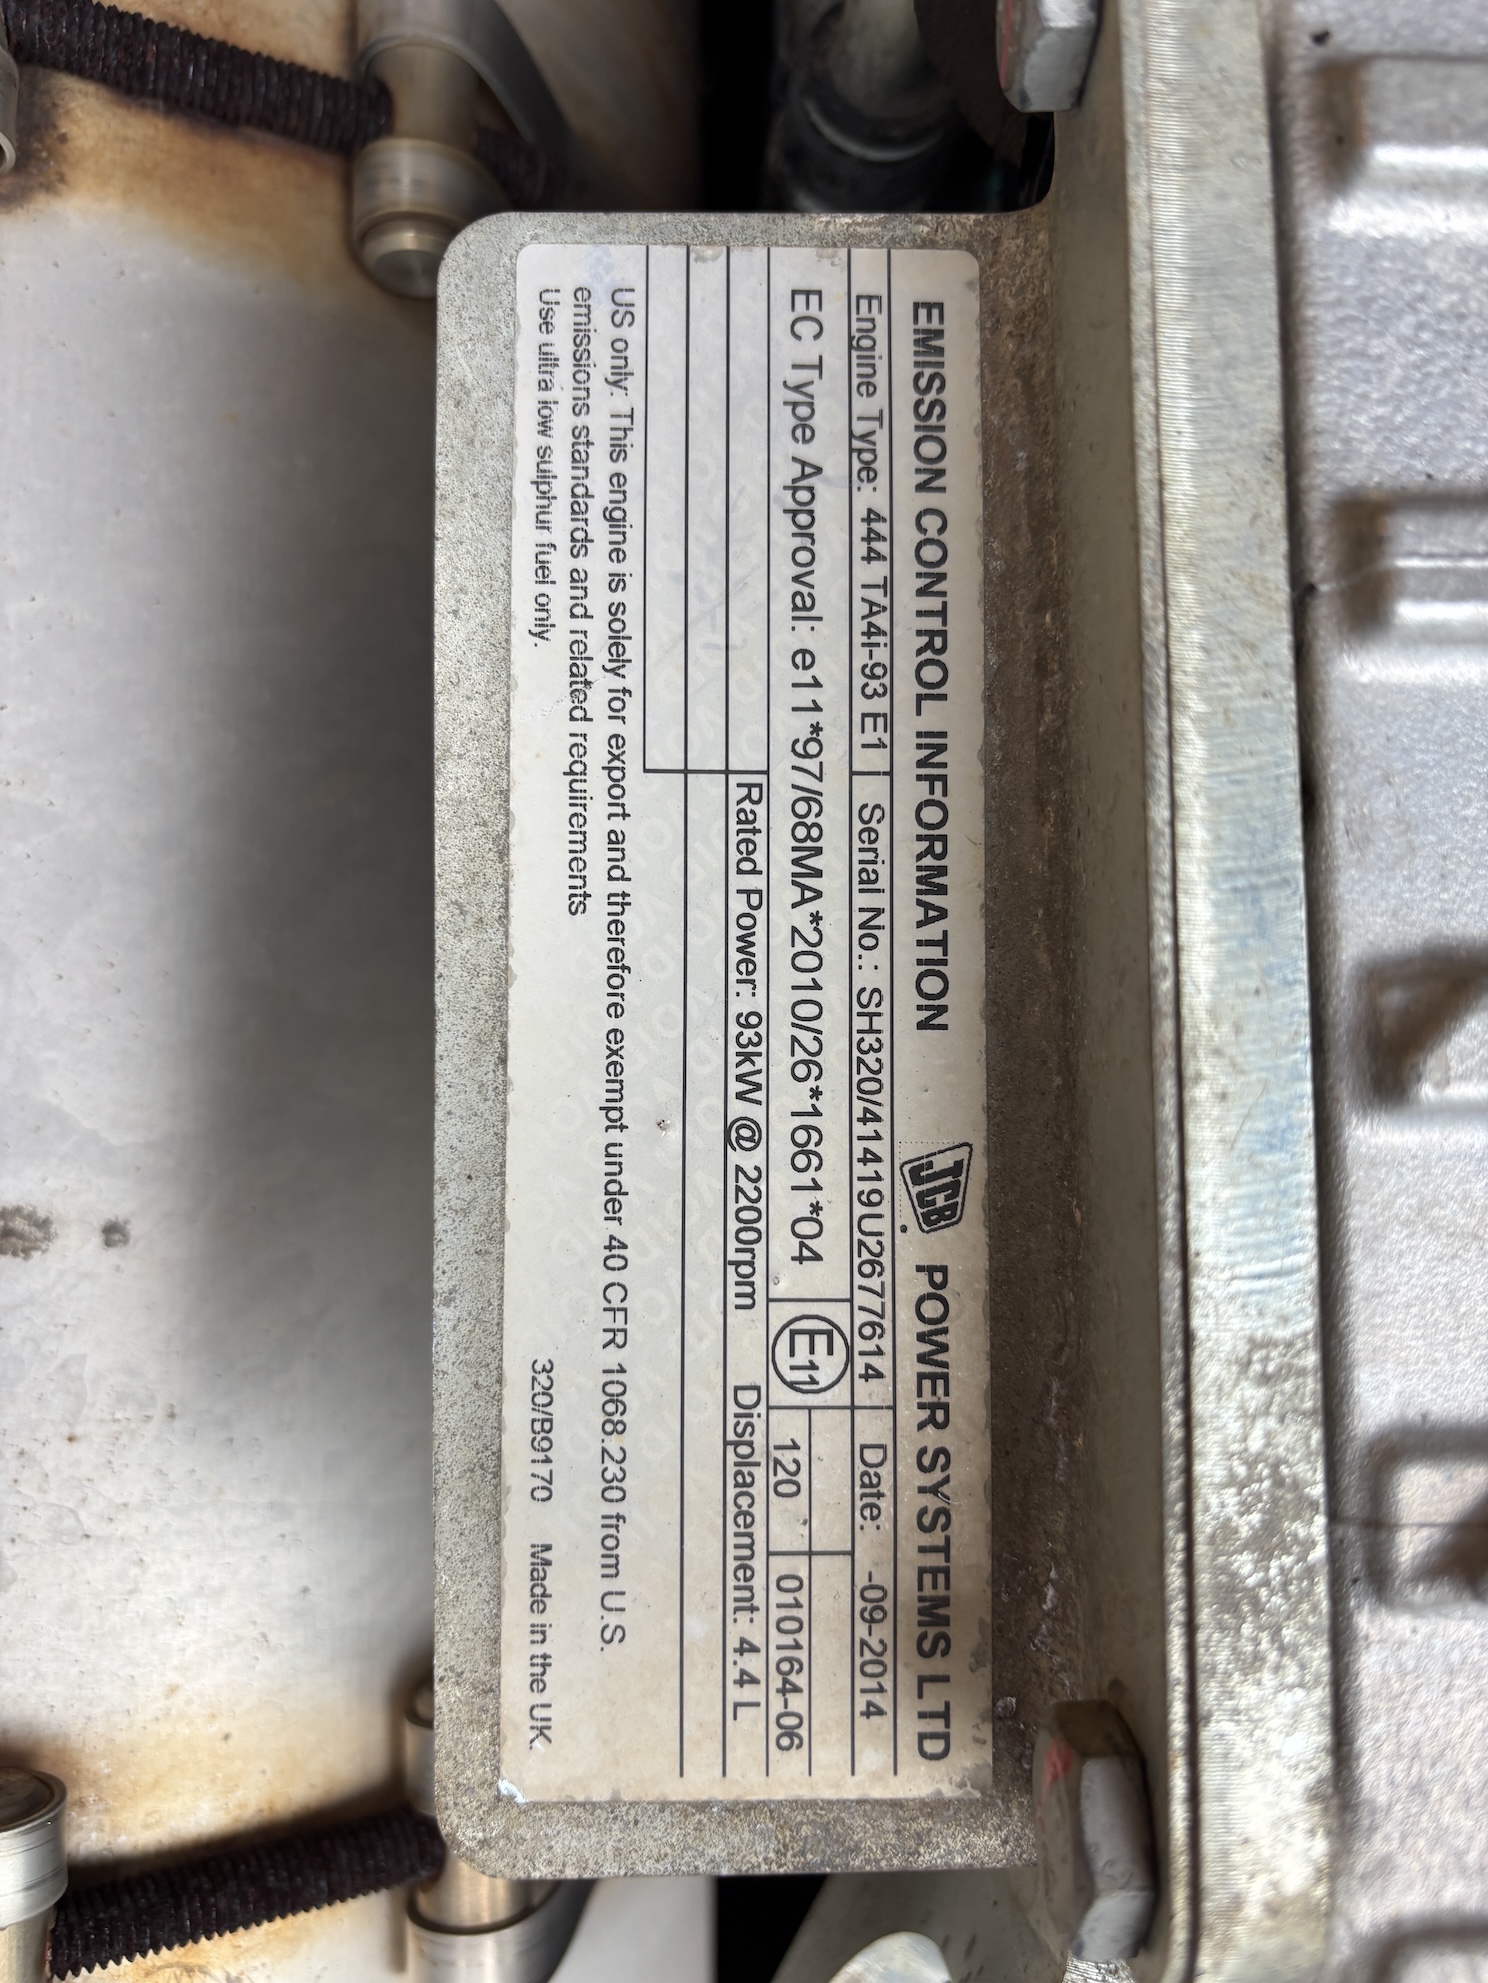 EMISSION CONTROL INFORMATION JCB POWER SYSTEMS LTD
Engine Type: 444 TA4i-93 E1 Serial No.: SH320/41419U2677614 Date: -09-2014
EC Type Approval: e11*97/68MA*2010/26*1661*04 E11 120 010164-06
Rated Power: 93kW @ 2200rpm Displacement: 4.4 L
US only: This engine is solely for export and therefore exempt under 40 CFR 1068.230 from U.S.
emissions standards and related requirements
Use ultra low sulphur fuel only. 320/B9170 Made in the UK.